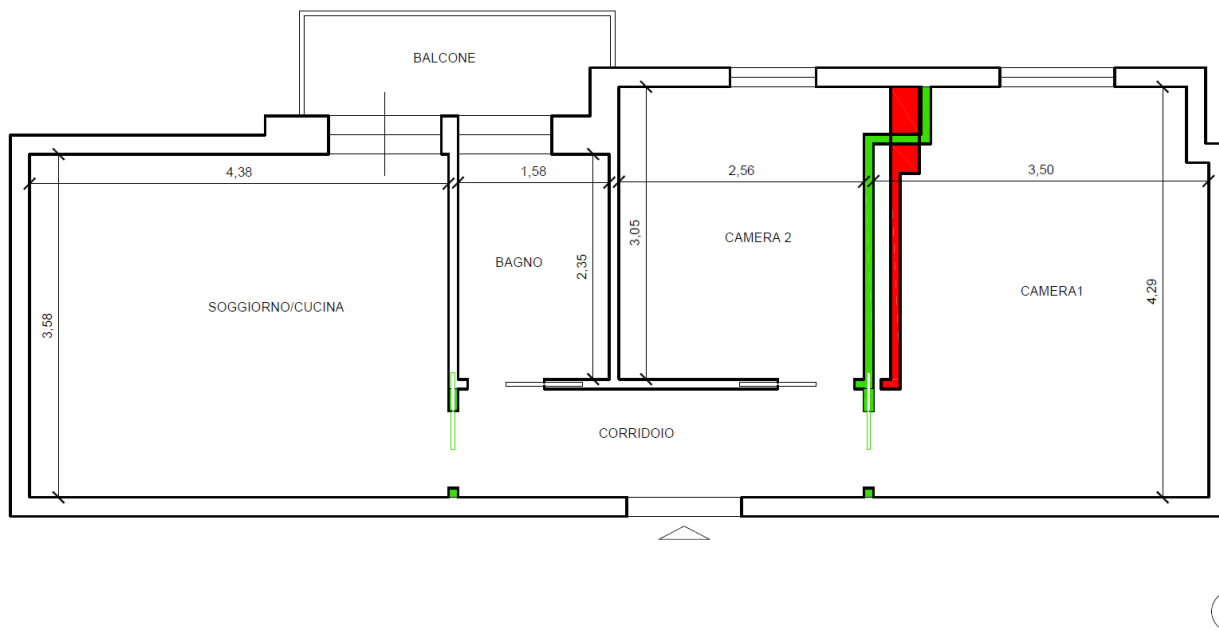 BALCONE
4,38
1,58
2,56
3,50
3,05
CAMERA 2
BAGNO
2,35
CAMERA1
4,29
SOGGIORNO/CUCINA
3,58
CORRIDOIO